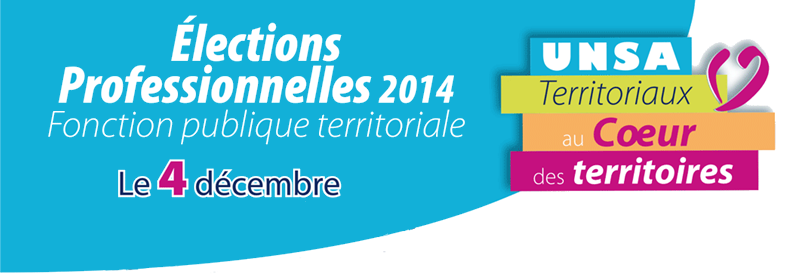 Élections
Professionnelles 2014
Fonction publique territoriale
Le 4 décembre
UNSA
Territoriaux
au Coeur
des territoires